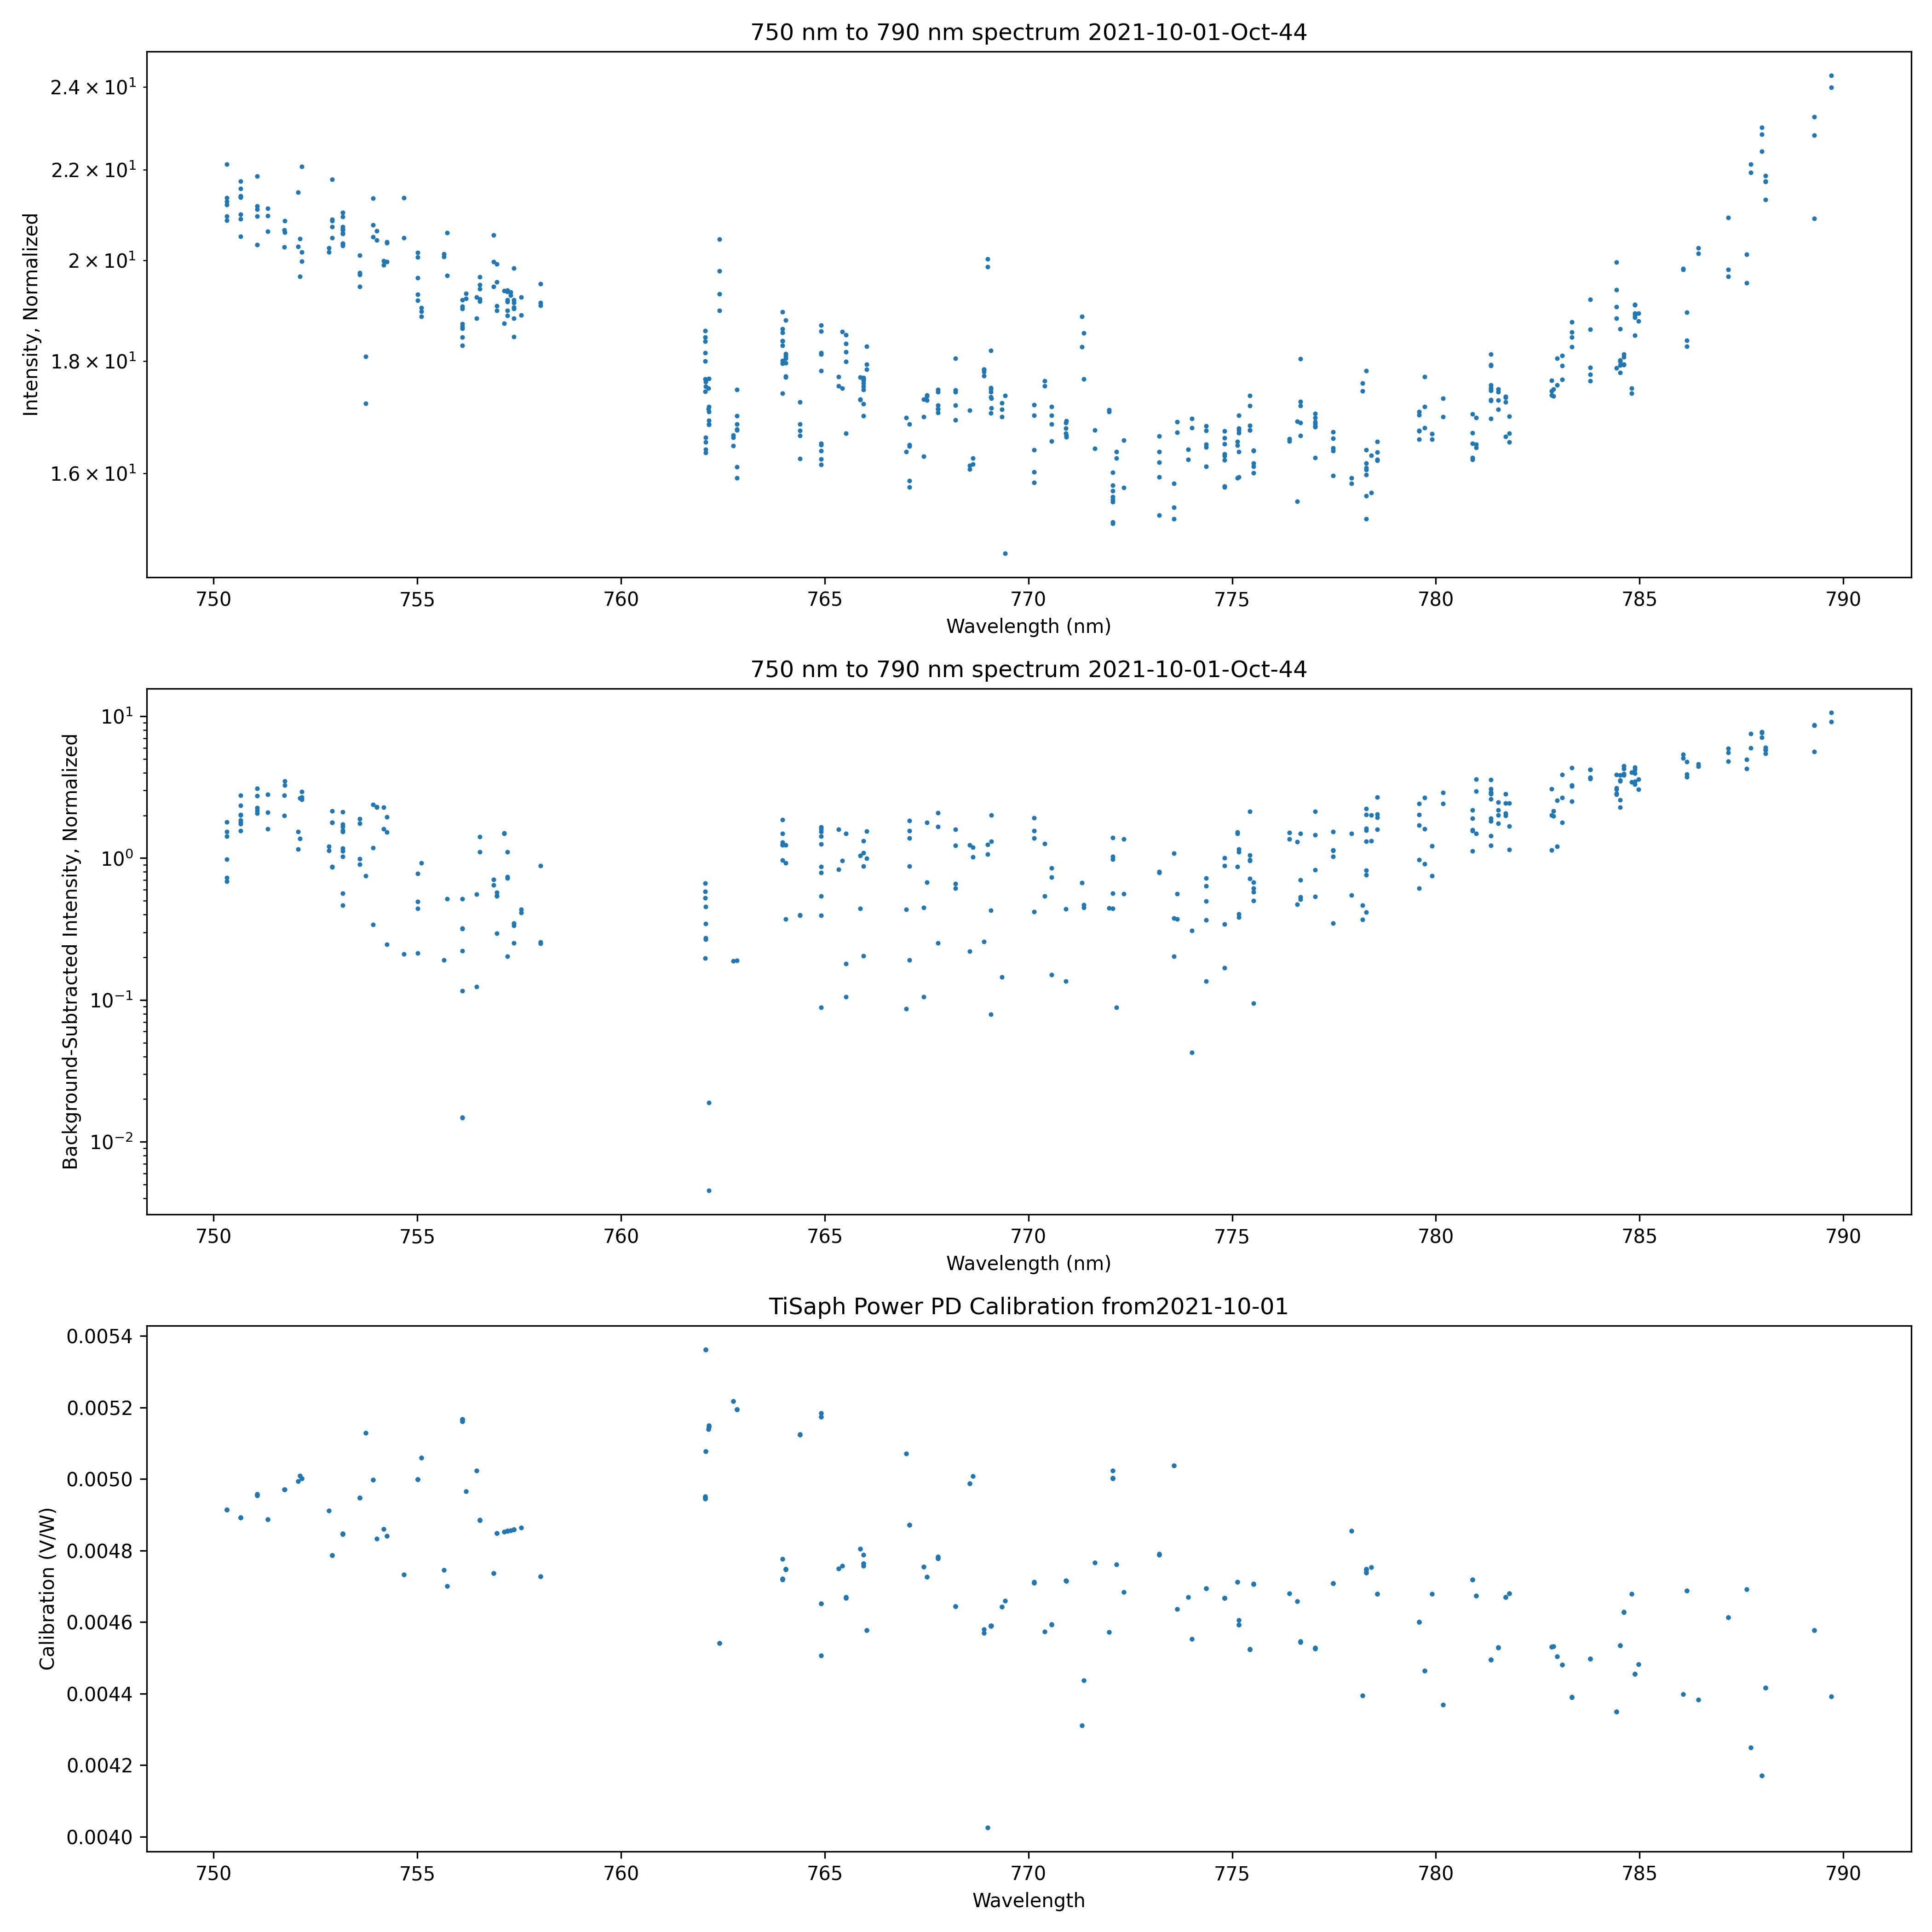 750 nm to 790 nm spectrum 2021-10-01-Oct-44
Intensity, Normalized
2.4 × 10¹
2.2 × 10¹
2 × 10¹
1.8 × 10¹
1.6 × 10¹
750 755 760 765 770 775 780 785 790
Wavelength (nm)
750 nm to 790 nm spectrum 2021-10-01-Oct-44
Background-Subtracted Intensity, Normalized
10¹
10⁰
10⁻¹
10⁻²
750 755 760 765 770 775 780 785 790
Wavelength (nm)
TiSaph Power PD Calibration from2021-10-01
Calibration (V/W)
0.0054
0.0052
0.0050
0.0048
0.0046
0.0044
0.0042
0.0040
750 755 760 765 770 775 780 785 790
Wavelength